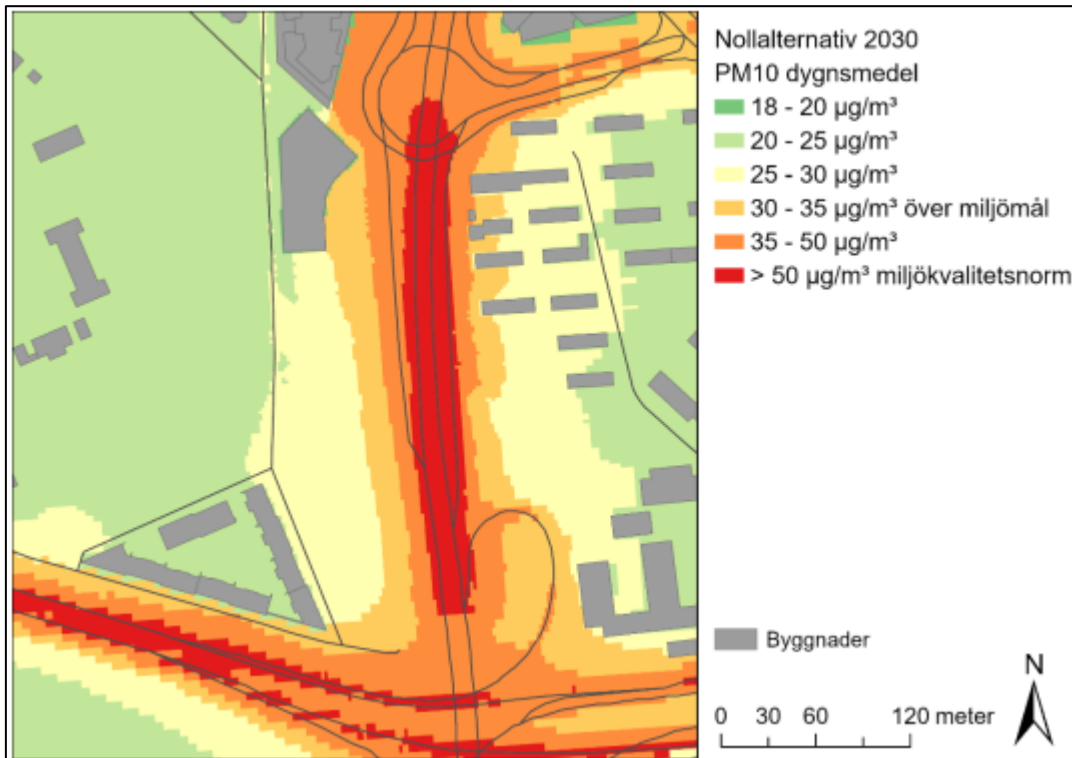 Nollalternativ 2030
PM10 dygnsmedel
18 - 20 µg/m³
20 - 25 µg/m³
25 - 30 µg/m³
30 - 35 µg/m³ över miljömål
35 - 50 µg/m³
> 50 µg/m³ miljökvalitetsnorm
Byggnader
N
0 30 60 120 meter